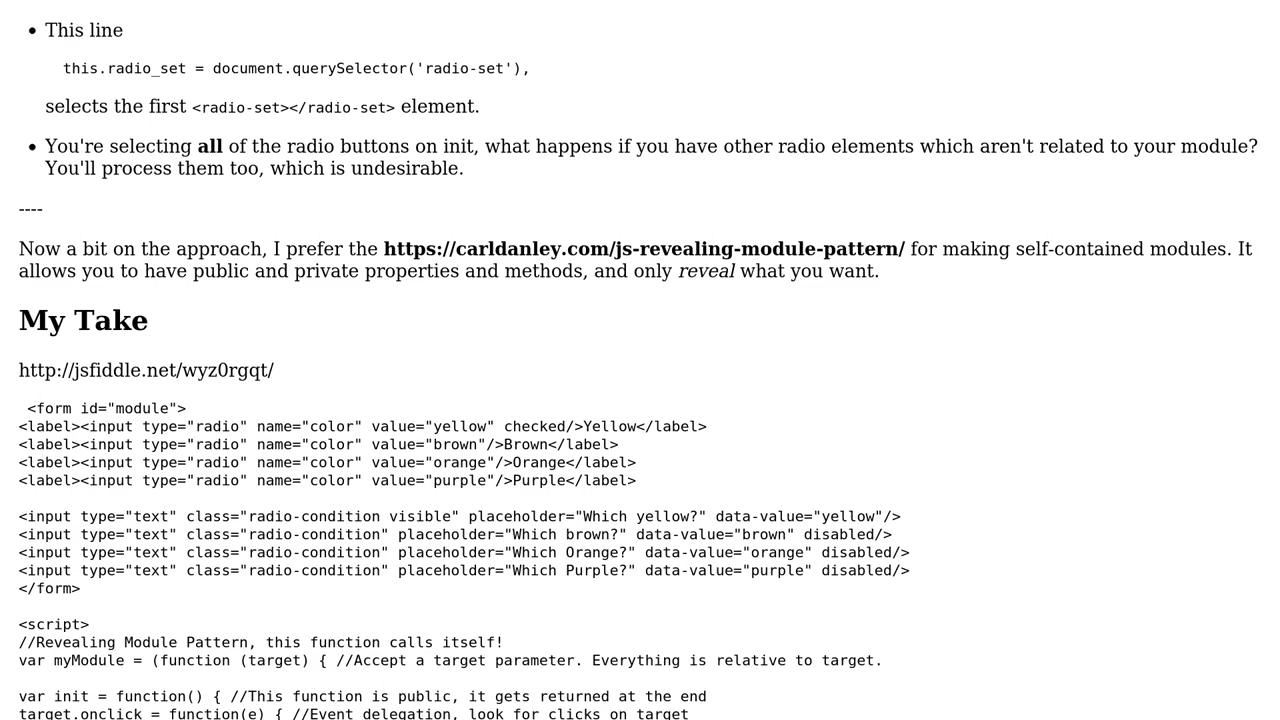 • This line
this.radio_set = document.querySelector('radio-set'),
selects the first <radio-set></radio-set> element.
• You're selecting all of the radio buttons on init, what happens if you have other radio elements which aren't related to your module?
You'll process them too, which is undesirable.
----
Now a bit on the approach, I prefer the https://carldanley.com/js-revealing-module-pattern/ for making self-contained modules. It
allows you to have public and private properties and methods, and only reveal what you want.
My Take
http://jsfiddle.net/wyz0rgqt/
<form id="module">
<label><input type="radio" name="color" value="yellow" checked/>Yellow</label>
<label><input type="radio" name="color" value="brown"/>Brown</label>
<label><input type="radio" name="color" value="orange"/>Orange</label>
<label><input type="radio" name="color" value="purple"/>Purple</label>
<input type="text" class="radio-condition visible" placeholder="Which yellow?" data-value="yellow"/>
<input type="text" class="radio-condition" placeholder="Which brown?" data-value="brown" disabled/>
<input type="text" class="radio-condition" placeholder="Which Orange?" data-value="orange" disabled/>
<input type="text" class="radio-condition" placeholder="Which Purple?" data-value="purple" disabled/>
</form>
<script>
//Revealing Module Pattern, this function calls itself!
var myModule = (function (target) { //Accept a target parameter. Everything is relative to target.
var init = function() { //This function is public, it gets returned at the end
target.onclick = function(e) { //Event delegation, look for clicks on target